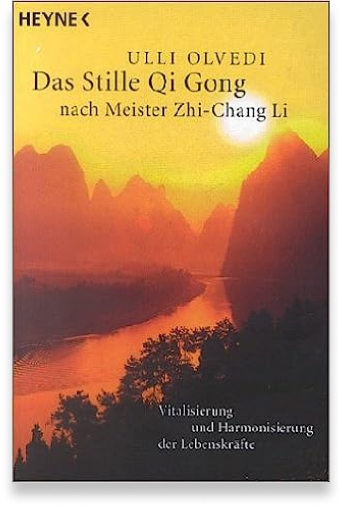 HEYNE<
ULLI OLVEDI
Das Stille Qi Gong
nach Meister Zhi-Chang Li
Vitalisierung
und Harmonisierung
der Lebenskräfte